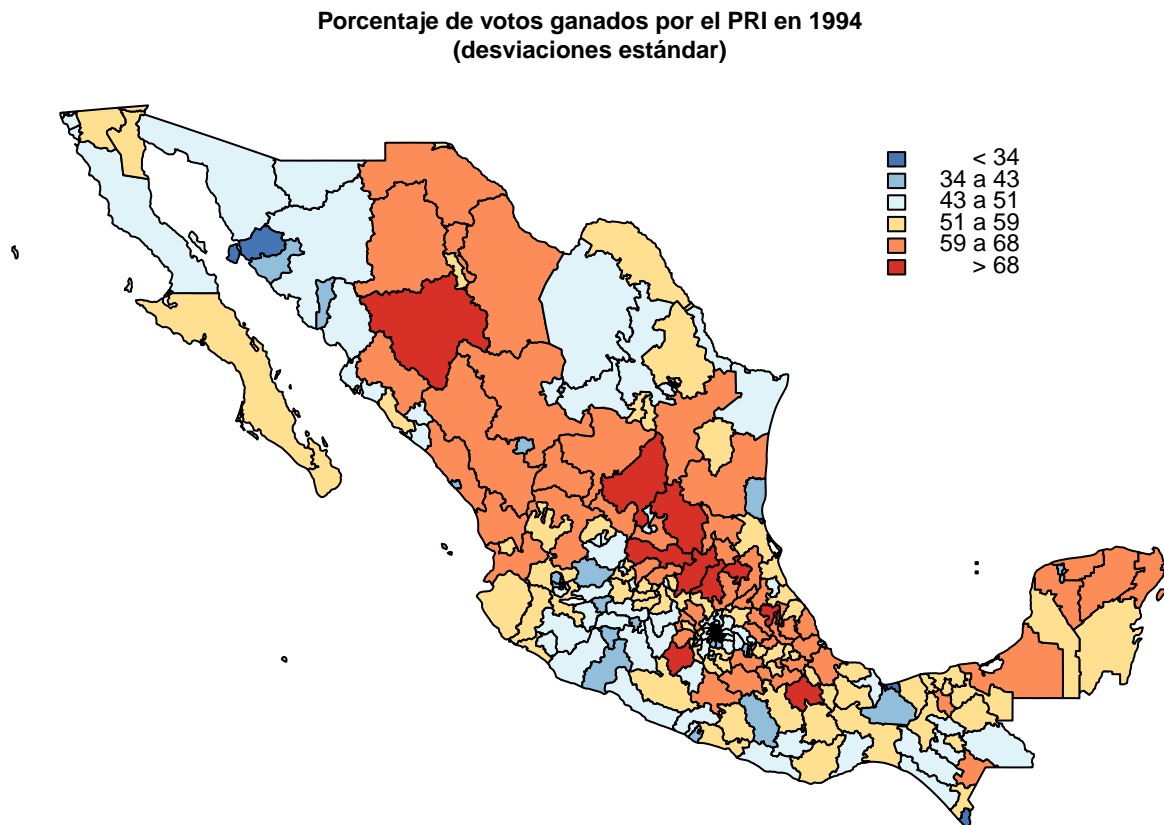 Porcentaje de votos ganados por el PRI en 1994
(desviaciones estándar)
< 34
34 a 43
43 a 51
51 a 59
59 a 68
> 68